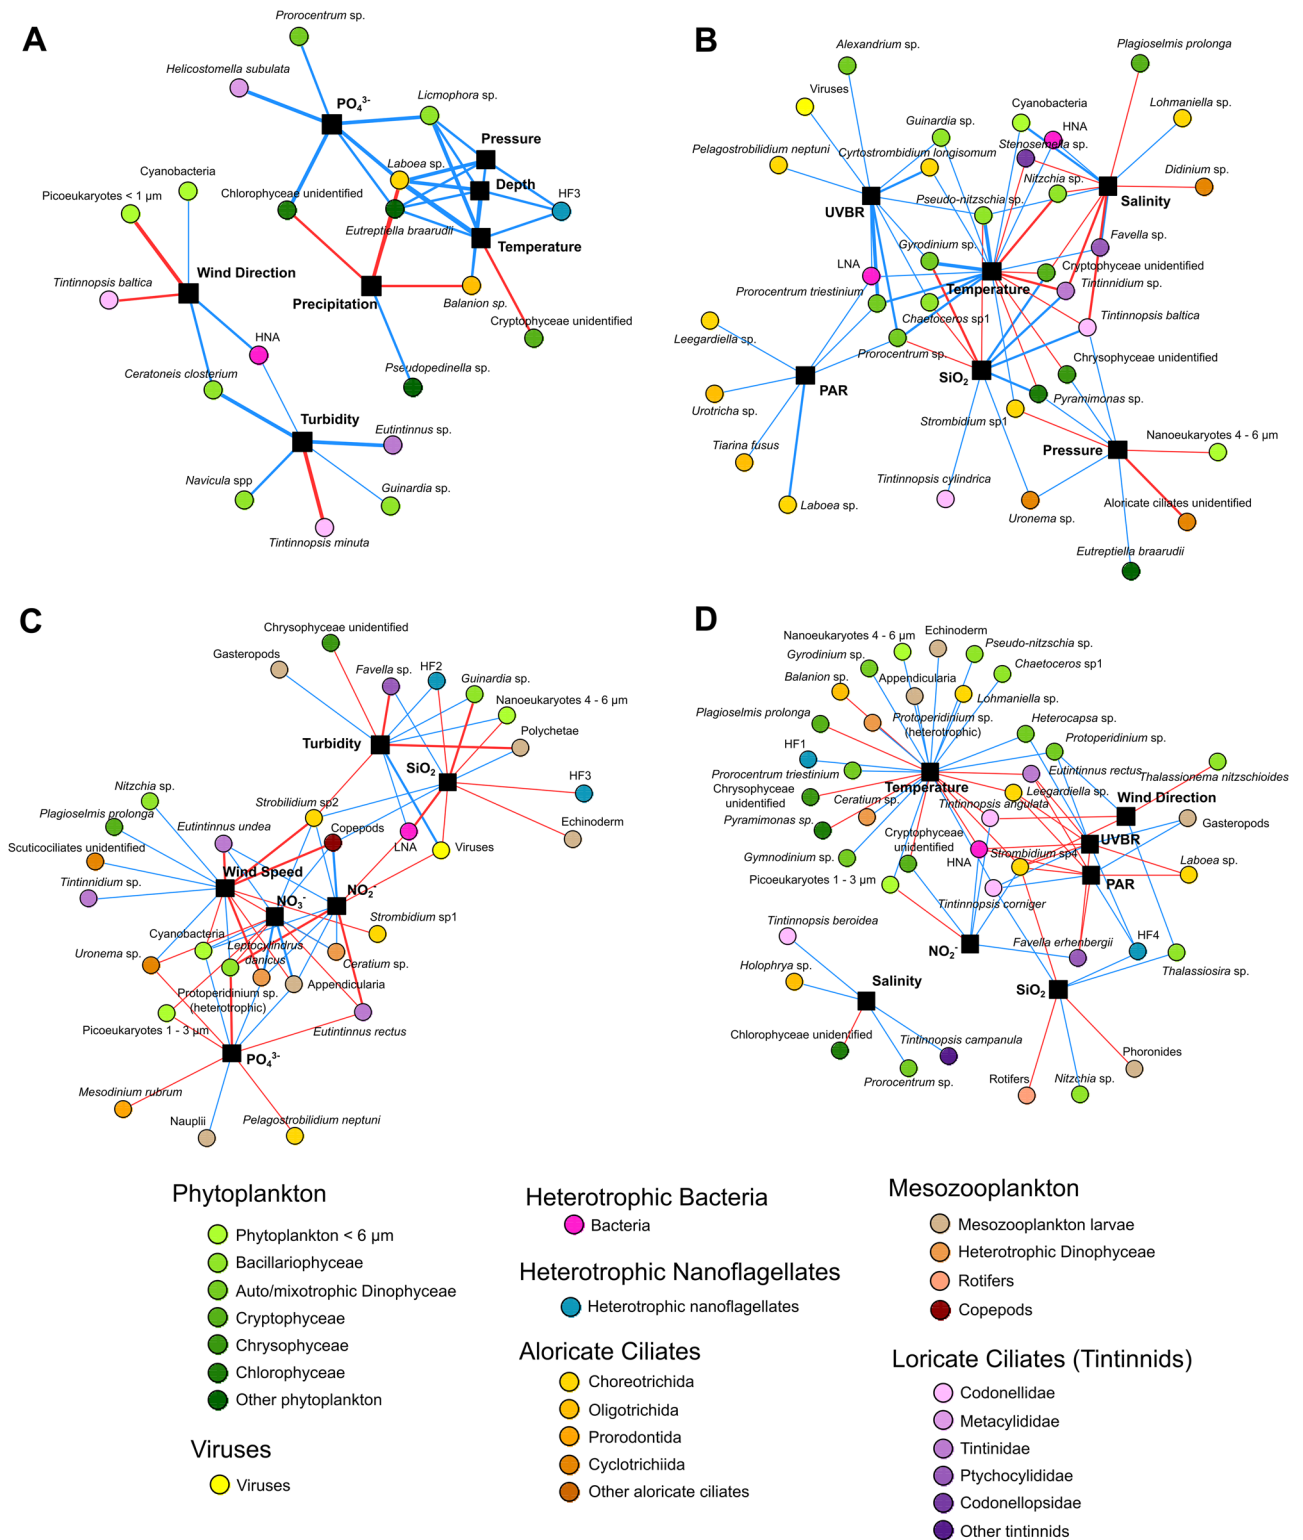 A
Prorocentrum sp.
Helicostomella subulata
PO₄³⁻
Licmophora sp.
Pressure
Laboea sp.
Depth
HF3
Cyanobacteria
Picoeukaryotes < 1 µm
Chlorophyceae unidentified
Eutreptiella braarudii
Temperature
Wind Direction
Tintinnopsis baltica
Precipitation
Balanion sp.
Cryptophyceae unidentified
HNA
Ceratoneis closterium
Pseudopedinella sp.
Turbidity
Eutintinnus sp.
Navicula spp
Guinardia sp.
Tintinnopsis minuta
B
Alexandrium sp.
Plagioselmis prolonga
Viruses
Cyanobacteria
Lohmaniella sp.
Guinardia sp.
HNA
Stenosemella sp.
Pelagostrobilidium neptuni
Cyrtostrombidium longisomum
Didinium sp.
Nitzchia sp.
UVBR
Pseudo-nitzschia sp.
Salinity
Gyrodinium sp.
Favella sp.
LNA
Cryptophyceae unidentified
Temperature
Tintinnidium sp.
Prorocentrum triestinium
Chaetoceros sp1
Tintinnopsis baltica
Leegardiella sp.
Prorocentrum sp.
Chrysophyceae unidentified
PAR
SiO₂
Urotricha sp.
Pyramimonas sp.
Strombidium sp1
Tiarina fusus
Pressure
Nanoeukaryotes 4 - 6 µm
Tintinnopsis cylindrica
Laboea sp.
Uronema sp.
Aloricate ciliates unidentified
Eutreptiella braarudii
C
Chrysophyceae unidentified
Gasteropods
Favella sp.
HF2
Guinardia sp.
Nanoeukaryotes 4 - 6 µm
Turbidity
Polychetae
SiO₂
HF3
Nitzchia sp.
Strobilidium sp2
Plagioselmis prolonga
Eutintinnus undea
Copepods
Echinoderm
Scuticociliates unidentified
LNA
Viruses
Wind Speed
Tintinnidium sp.
NO₂⁻
NO₃⁻
Strombidium sp1
Cyanobacteria
Leptocylindrus
danicus
Uronema sp.
Ceratium sp.
Appendicularia
Protoperidinium sp.
(heterotrophic)
Picoeukaryotes 1 - 3 µm
Eutintinnus rectus
PO₄³⁻
Mesodinium rubrum
Nauplii
Pelagostrobilidium neptuni
D
Nanoeukaryotes 4 - 6 µm
Echinoderm
Pseudo-nitzschia sp.
Gyrodinium sp.
Chaetoceros sp1
Balanion sp.
Appendicularia
Lohmaniella sp.
Plagioselmis prolonga
Protoperidinium sp.
(heterotrophic)
Heterocapsa sp.
Protoperidinium sp.
HF1
Prorocentrum triestinium
Eutintinnus rectus
Thalassionema nitzschioides
Temperature
Chrysophyceae
unidentified
Leegardiella sp.
Ceratium sp.
Tintinnopsis angulata
Wind Direction
Pyramimonas sp.
Gasteropods
Cryptophyceae
unidentified
UVBR
Gymnodinium sp.
HNA
Strombidium sp4
Laboea sp.
Picoeukaryotes 1 - 3 µm
PAR
Tintinnopsis corniger
Tintinnopsis beroidea
NO₂⁻
Favella erhenbergii
HF4
Thalassiosira sp.
Holophrya sp.
Salinity
SiO₂
Chlorophyceae unidentified
Tintinnopsis campanula
Phoronides
Prorocentrum sp.
Rotifers
Nitzchia sp.
Phytoplankton
Phytoplankton < 6 µm
Bacillariophyceae
Auto/mixotrophic Dinophyceae
Cryptophyceae
Chrysophyceae
Chlorophyceae
Other phytoplankton
Viruses
Viruses
Heterotrophic Bacteria
Bacteria
Heterotrophic Nanoflagellates
Heterotrophic nanoflagellates
Aloricate Ciliates
Choreotrichida
Oligotrichida
Prorodontida
Cyclotrichiida
Other aloricate ciliates
Mesozooplankton
Mesozooplankton larvae
Heterotrophic Dinophyceae
Rotifers
Copepods
Loricate Ciliates (Tintinnids)
Codonellidae
Metacylididae
Tintinidae
Ptychocylididae
Codonellopsidae
Other tintinnids